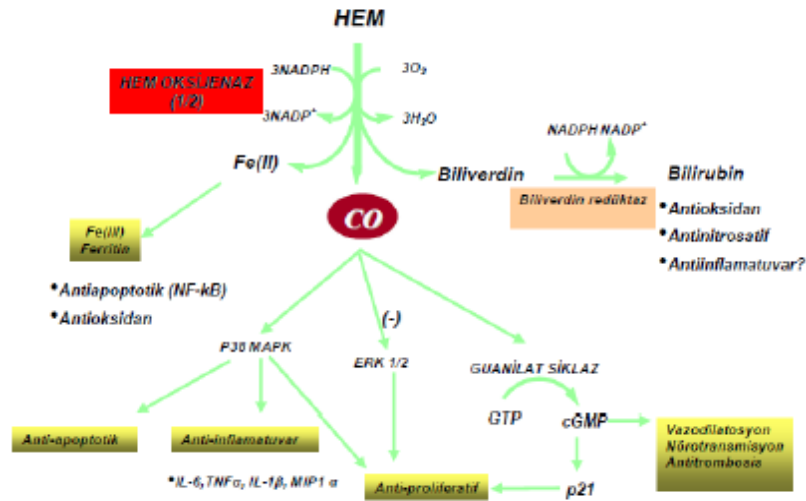 HEM
HEM OKSİJENAZ
(1/2)
3NADPH
3O₂
3NADP⁺
3H₂O
NADPH NADP⁺
Fe(II)
Biliverdin
Bilirubin
Biliverdin redüktaz
CO
•Antioksidan
•Antinitrosatif
•Antiinflamatuvar?
Fe(III)
Ferritin
•Antiapoptotik (NF-kB)
•Antioksidan
(-)
P38 MAPK
ERK 1/2
GUANİLAT SİKLAZ
GTP
cGMP
Vazodilatosyon
Nörotransmisyon
Antitrombosis
Anti-apoptotik
Anti-inflamatuvar
•IL-6,TNFα, IL-1β, MIP1 α
Anti-proliferatif
p21